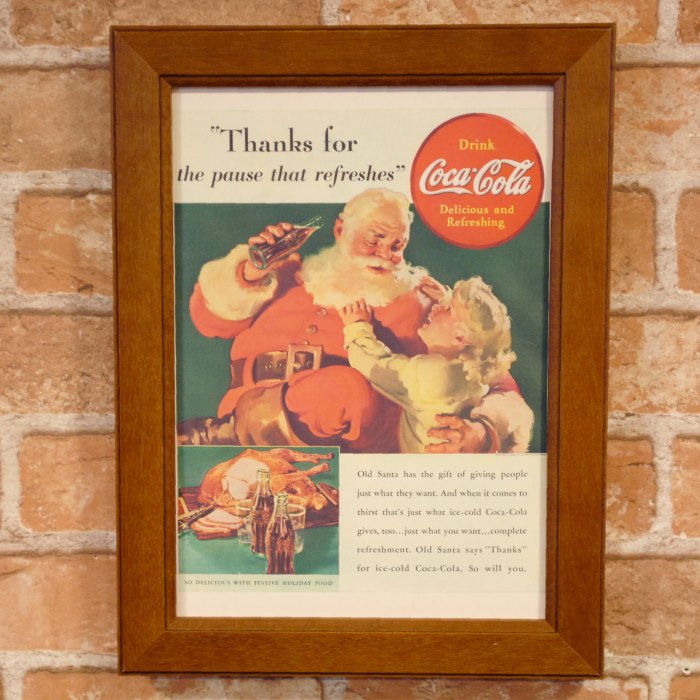 "Thanks for
the pause that refreshes"
Drink
Coca-Cola
Delicious and
Refreshing
Old Santa has the gift of giving people
just what they want. And when it comes to
thirst that's just what ice-cold Coca-Cola
gives, too...just what you want...complete
refreshment. Old Santa says "Thanks"
for ice-cold Coca-Cola. So will you.
SO DELICIOUS WITH FESTIVE HOLIDAY FOOD